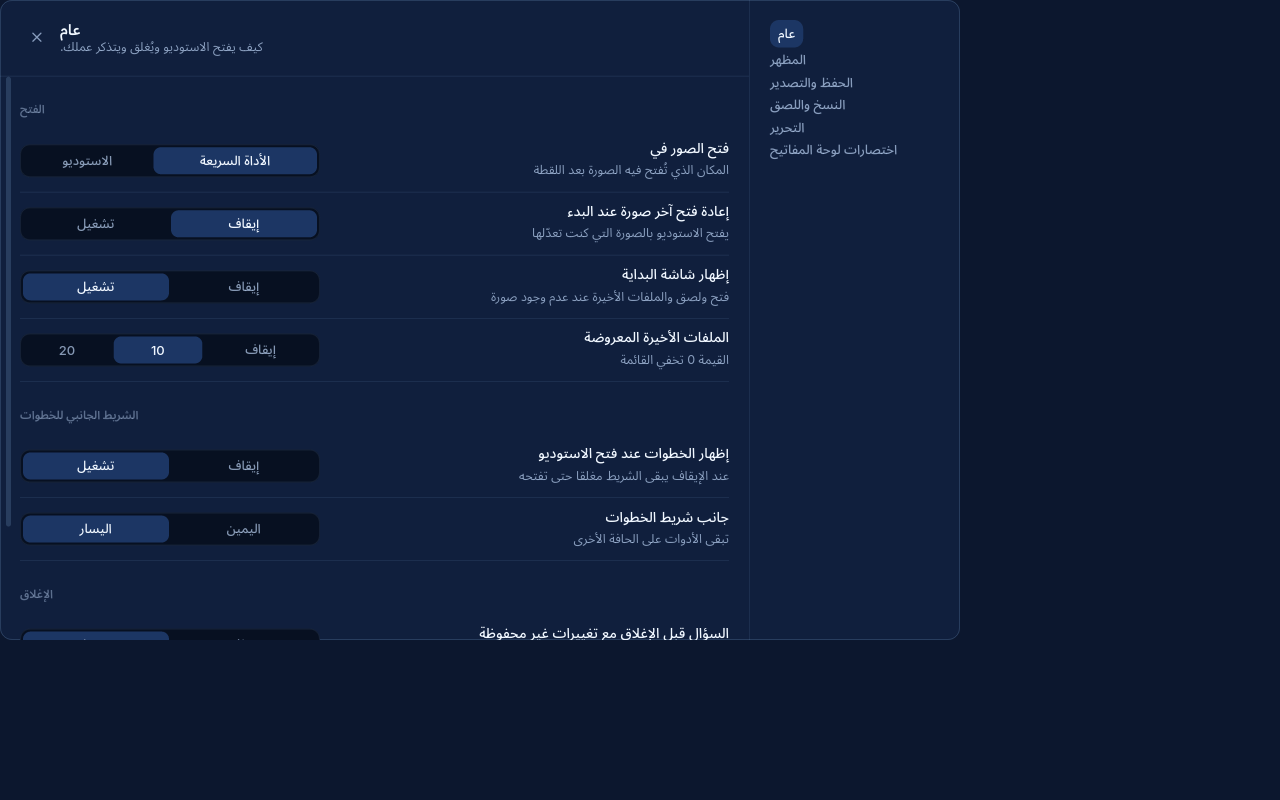 عام
المظهر
الحفظ والتصدير
النسخ واللصق
التحرير
اختصارات لوحة المفاتيح
عام
كيف يفتح الاستوديو ويُغلق ويتذكر عملك.
الفتح
فتح الصور في
المكان الذي تُفتح فيه الصورة بعد اللقطة
الأداة السريعة
الاستوديو
إعادة فتح آخر صورة عند البدء
يفتح الاستوديو بالصورة التي كنت تعدّلها
إيقاف
تشغيل
إظهار شاشة البداية
فتح ولصق والملفات الأخيرة عند عدم وجود صورة
إيقاف
تشغيل
الملفات الأخيرة المعروضة
القيمة 0 تخفي القائمة
إيقاف
10
20
الشريط الجانبي للخطوات
إظهار الخطوات عند فتح الاستوديو
عند الإيقاف يبقى الشريط مغلقا حتى تفتحه
إيقاف
تشغيل
جانب شريط الخطوات
تبقى الأدوات على الحافة الأخرى
اليمين
اليسار
الإغلاق
السؤال قبل الإغلاق مع تغييرات غير محفوظة